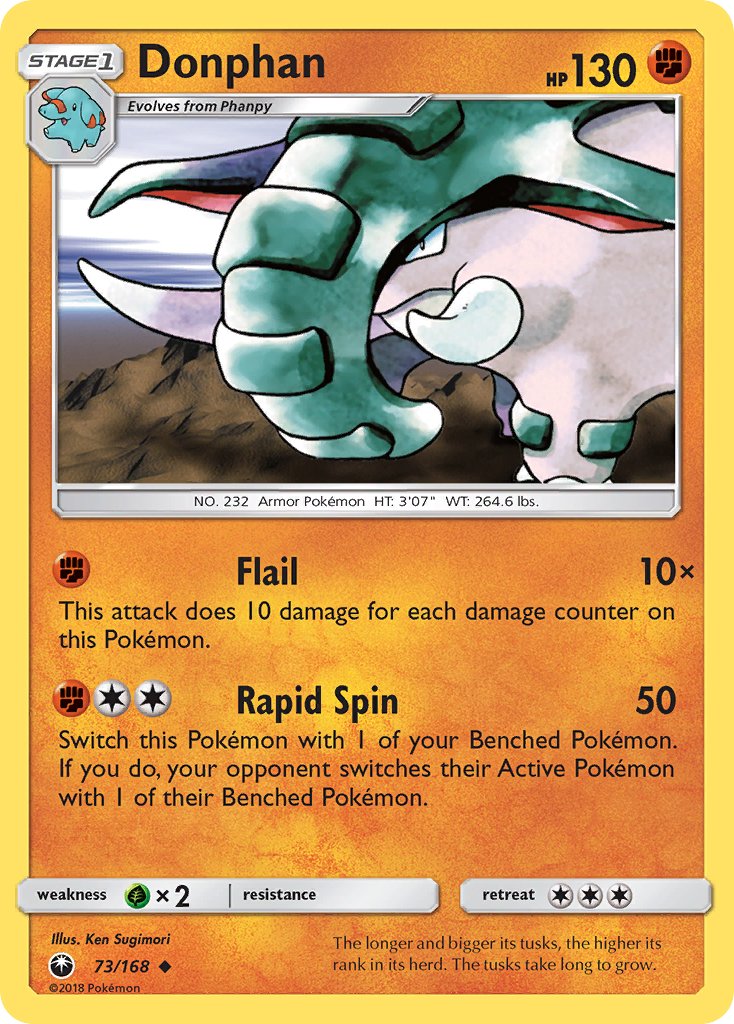 STAGE1
Donphan
HP130
Evolves from Phanpy
NO. 232 Armor Pokémon HT: 3'07" WT: 264.6 lbs.
Flail 10×
This attack does 10 damage for each damage counter on
this Pokémon.
Rapid Spin 50
Switch this Pokémon with 1 of your Benched Pokémon.
If you do, your opponent switches their Active Pokémon
with 1 of their Benched Pokémon.
weakness ×2 resistance retreat
Illus. Ken Sugimori
73/168
©2018 Pokémon
The longer and bigger its tusks, the higher its
rank in its herd. The tusks take long to grow.